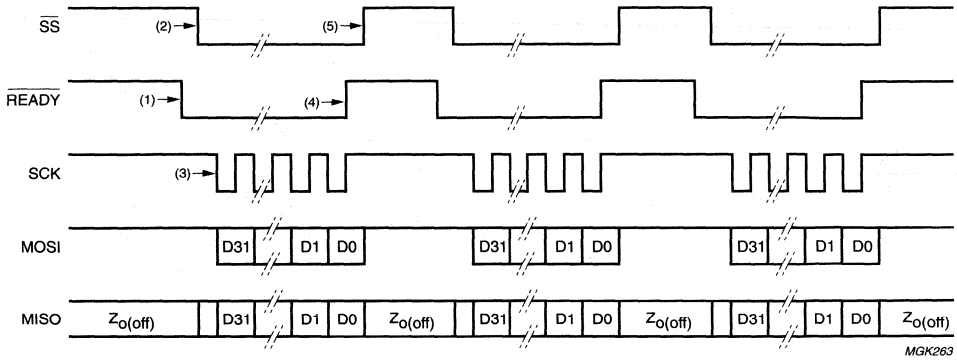 SS (2) (5)
READY (1) (4)
SCK (3)
MOSI D31 D1 D0 D31 D1 D0 D31 D1 D0
MISO Zo(off) D31 D1 D0 Zo(off) D31 D1 D0 Zo(off) D31 D1 D0 Zo(off)
MGK263